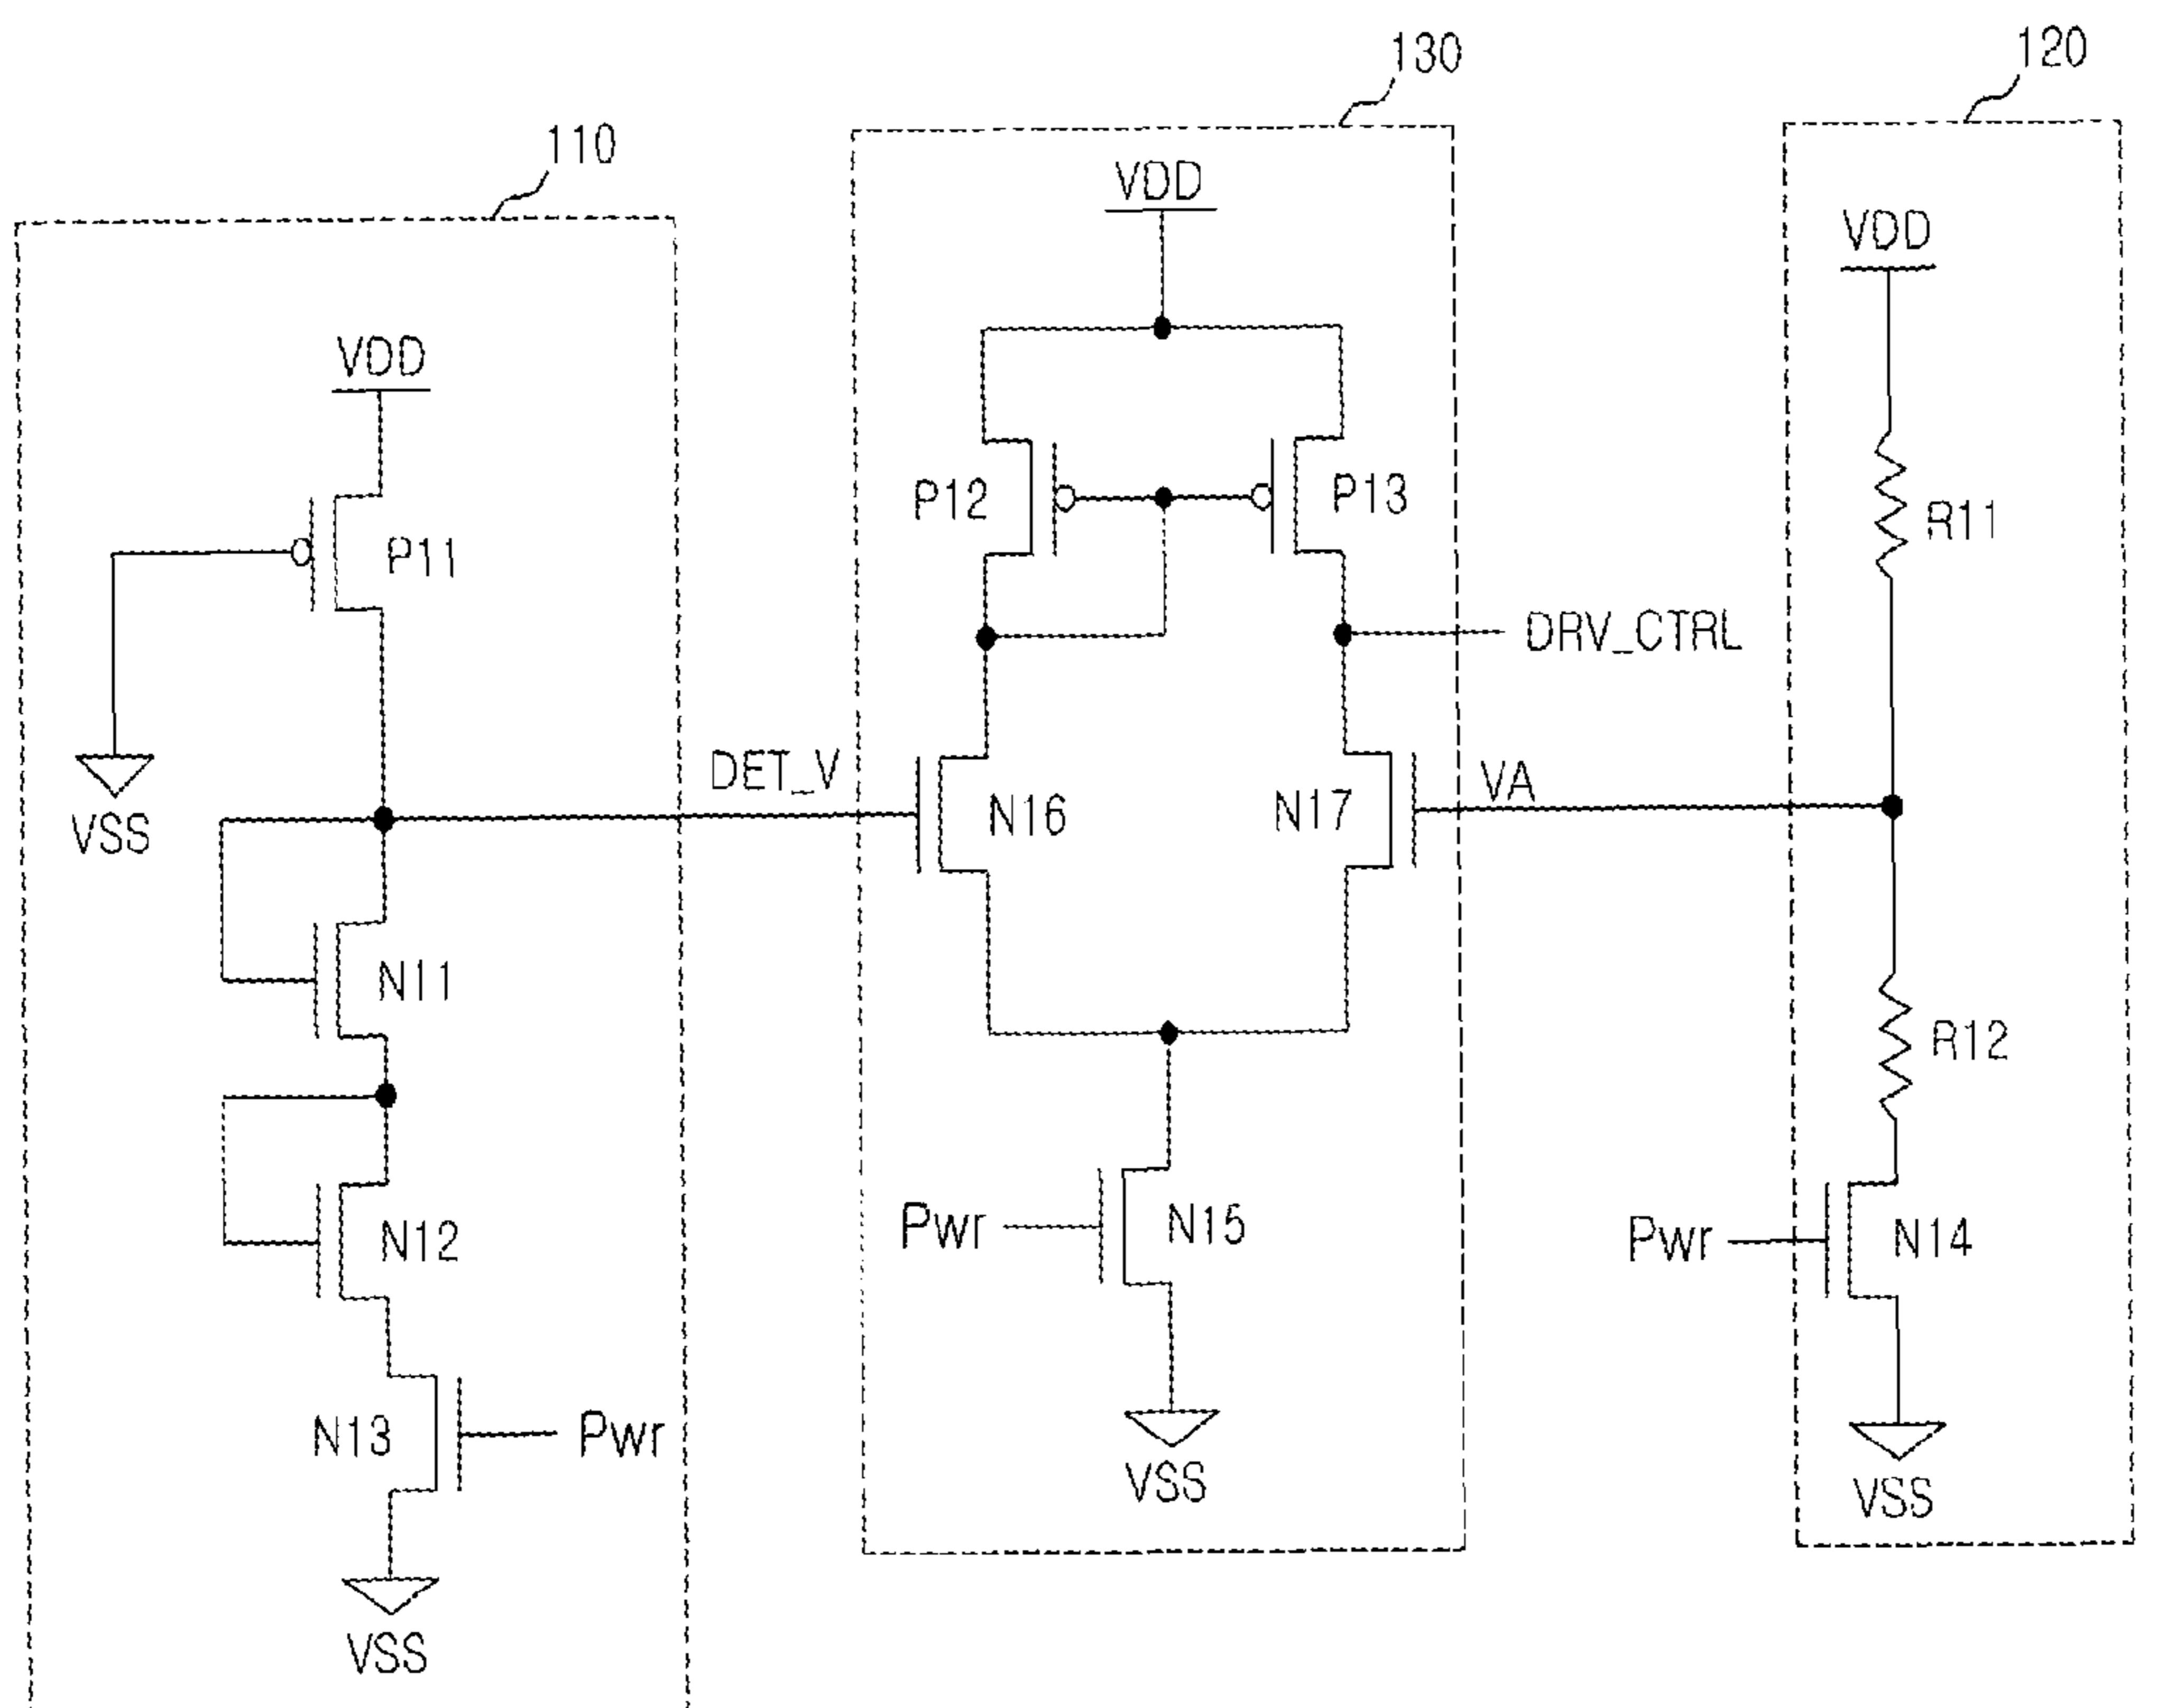 130
120
110
VDD
VDD
VDD
P12
P13
R11
P11
DRV_CTRL
DET_V
VA
VSS
N16
N17
N11
R12
N12
Pwr
N15
Pwr
N14
N13
Pwr
VSS
VSS
VSS